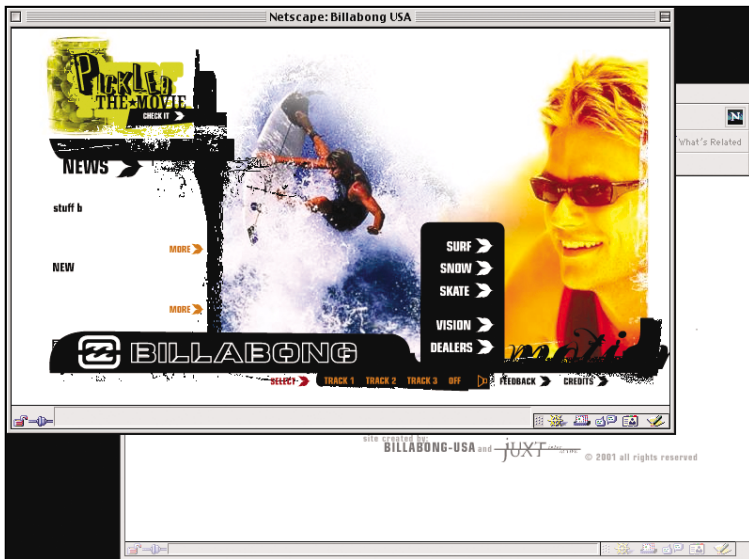 Netscape: Billabong USA
PICKLED
THE★MOVIE
CHECK IT
NEWS
stuff b
MORE
NEW
MORE
SURF
SNOW
SKATE
VISION
DEALERS
BILLABONG
SELECT
TRACK 1 TRACK 2 TRACK 3 OFF
FEEDBACK
CREDITS
N
What's Related
site created by:
BILLABONG-USA and JUXT
© 2001 all rights reserved